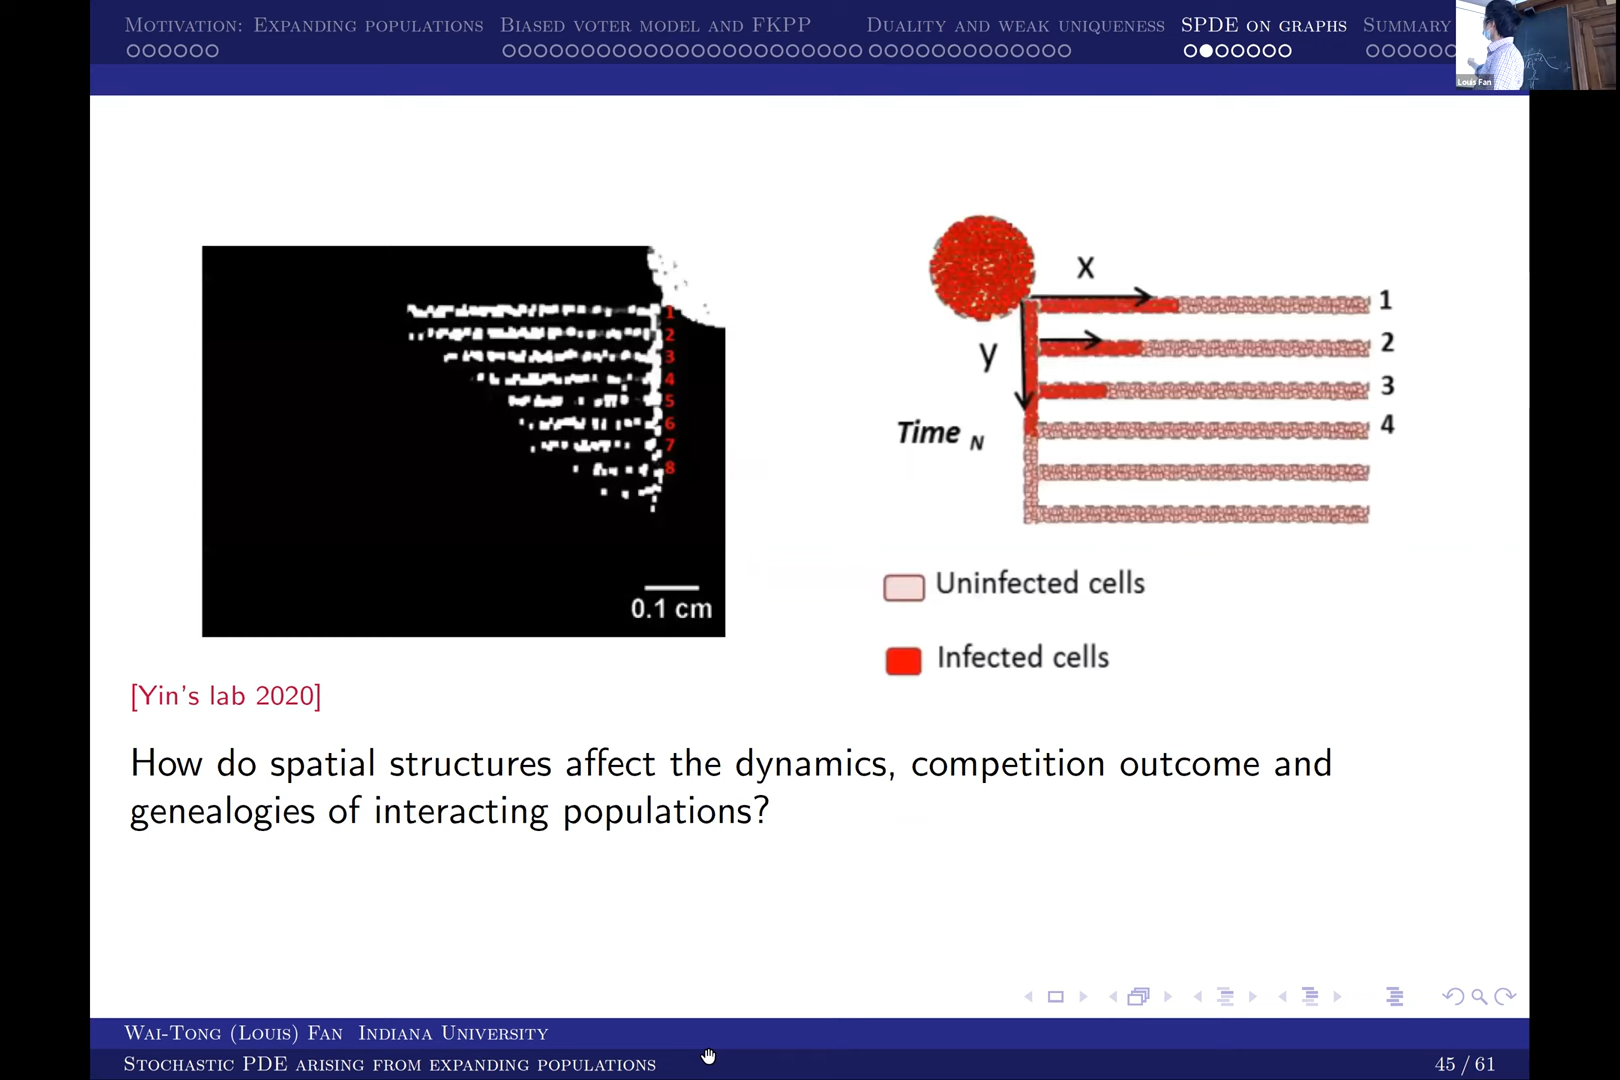 Motivation: Expanding populations
Biased voter model and FKPP
Duality and weak uniqueness
SPDE on graphs
Summary
Louis Fan
1
2
3
4
5
6
7
8
0.1 cm
x
y
1
2
3
4
Time N
Uninfected cells
Infected cells
[Yin's lab 2020]
How do spatial structures affect the dynamics, competition outcome and
genealogies of interacting populations?
Wai-Tong (Louis) Fan Indiana University
Stochastic PDE arising from expanding populations
45 / 61